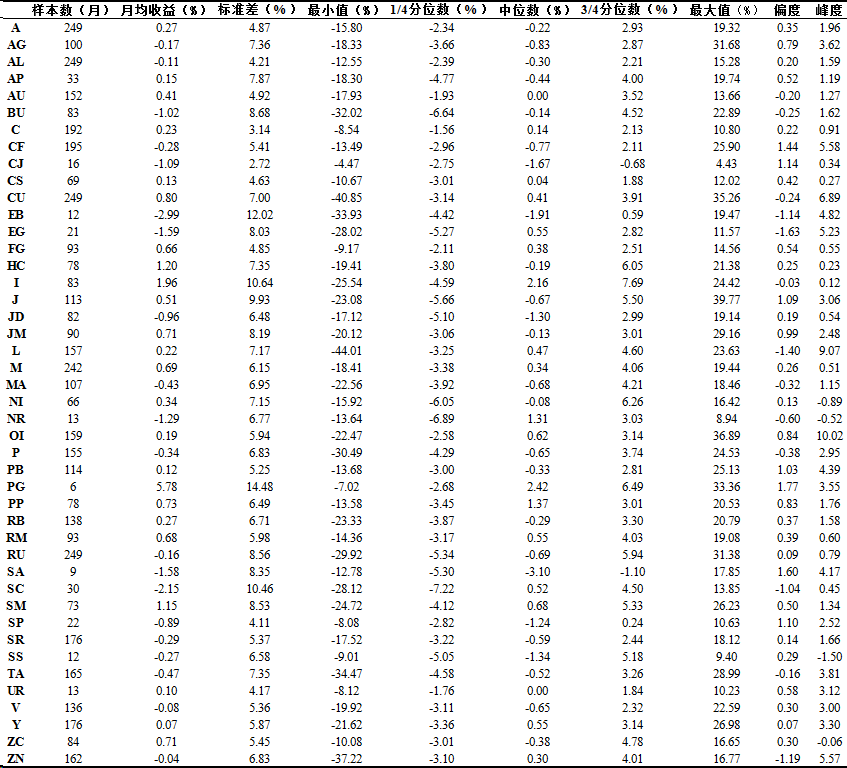 样本数（月） 月均收益（%） 标准差（%） 最小值（%） 1/4分位数（%） 中位数（%） 3/4分位数（%） 最大值（%） 偏度 峰度
A 249 0.27 4.87 -15.80 -2.34 -0.22 2.93 19.32 0.35 1.96
AG 100 -0.17 7.36 -18.33 -3.66 -0.83 2.87 31.68 0.79 3.62
AL 249 -0.11 4.21 -12.55 -2.39 -0.30 2.21 15.28 0.20 1.59
AP 33 0.15 7.87 -18.30 -4.77 -0.44 4.00 19.74 0.52 1.19
AU 152 0.41 4.92 -17.93 -1.93 0.00 3.52 13.66 -0.20 1.27
BU 83 -1.02 8.68 -32.02 -6.64 -0.14 4.52 22.89 -0.25 1.62
C 192 0.23 3.14 -8.54 -1.56 0.14 2.13 10.80 0.22 0.91
CF 195 -0.28 5.41 -13.49 -2.96 -0.77 2.11 25.90 1.44 5.58
CJ 16 -1.09 2.72 -4.47 -2.75 -1.67 -0.68 4.43 1.14 0.34
CS 69 0.13 4.63 -10.67 -3.01 0.04 1.88 12.02 0.42 0.27
CU 249 0.80 7.00 -40.85 -3.14 0.41 3.91 35.26 -0.24 6.89
EB 12 -2.99 12.02 -33.93 -4.42 -1.91 0.59 19.47 -1.14 4.82
EG 21 -1.59 8.03 -28.02 -5.27 0.55 2.82 11.57 -1.63 5.23
FG 93 0.66 4.85 -9.17 -2.11 0.38 2.51 14.56 0.54 0.55
HC 78 1.20 7.35 -19.41 -3.80 -0.19 6.05 21.38 0.25 0.23
I 83 1.96 10.64 -25.54 -4.59 2.16 7.69 24.42 -0.03 0.12
J 113 0.51 9.93 -23.08 -5.66 -0.67 5.50 39.77 1.09 3.06
JD 82 -0.96 6.48 -17.12 -5.10 -1.30 2.99 19.14 0.19 0.54
JM 90 0.71 8.19 -20.12 -3.06 -0.13 3.01 29.16 0.99 2.48
L 157 0.22 7.17 -44.01 -3.25 0.47 4.60 23.63 -1.40 9.07
M 242 0.69 6.15 -18.41 -3.38 0.34 4.06 19.44 0.26 0.51
MA 107 -0.43 6.95 -22.56 -3.92 -0.68 4.21 18.46 -0.32 1.15
NI 66 0.34 7.15 -15.92 -6.05 -0.08 6.26 16.42 0.13 -0.89
NR 13 -1.29 6.77 -13.64 -6.89 1.31 3.03 8.94 -0.60 -0.52
OI 159 0.19 5.94 -22.47 -2.58 0.62 3.14 36.89 0.84 10.02
P 155 -0.34 6.83 -30.49 -4.29 -0.65 3.74 24.53 -0.38 2.95
PB 114 0.12 5.25 -13.68 -3.00 -0.33 2.81 25.13 1.03 4.39
PG 6 5.78 14.48 -7.02 -2.68 2.42 6.49 33.36 1.77 3.55
PP 78 0.73 6.49 -13.58 -3.45 1.37 3.01 20.53 0.83 1.76
RB 138 0.27 6.71 -23.33 -3.87 -0.29 3.30 20.79 0.37 1.58
RM 93 0.68 5.98 -14.36 -3.17 0.55 4.03 19.08 0.39 0.60
RU 249 -0.16 8.56 -29.92 -5.34 -0.69 5.94 31.38 0.09 0.79
SA 9 -1.58 8.35 -12.78 -5.30 -3.10 -1.10 17.85 1.60 4.17
SC 30 -2.15 10.46 -28.12 -7.22 0.52 4.50 13.85 -1.04 0.45
SM 73 1.15 8.53 -24.72 -4.12 0.68 5.33 26.23 0.50 1.34
SP 22 -0.89 4.11 -8.08 -2.82 -1.24 0.24 10.63 1.10 2.52
SR 176 -0.29 5.37 -17.52 -3.22 -0.59 2.44 18.12 0.14 1.66
SS 12 -0.27 6.58 -9.01 -5.05 -1.34 5.18 9.40 0.29 -1.50
TA 165 -0.47 7.35 -34.47 -4.58 -0.52 3.26 28.99 -0.16 3.81
UR 13 0.10 4.17 -8.12 -1.76 0.00 1.84 10.23 0.58 3.12
V 136 -0.08 5.36 -19.92 -3.11 -0.65 2.32 22.59 0.30 3.00
Y 176 0.07 5.87 -21.62 -3.36 0.55 3.14 26.98 0.07 3.30
ZC 84 0.71 5.45 -10.08 -3.01 -0.38 4.78 16.65 0.30 -0.06
ZN 162 -0.04 6.83 -37.22 -3.10 0.30 4.01 16.77 -1.19 5.57